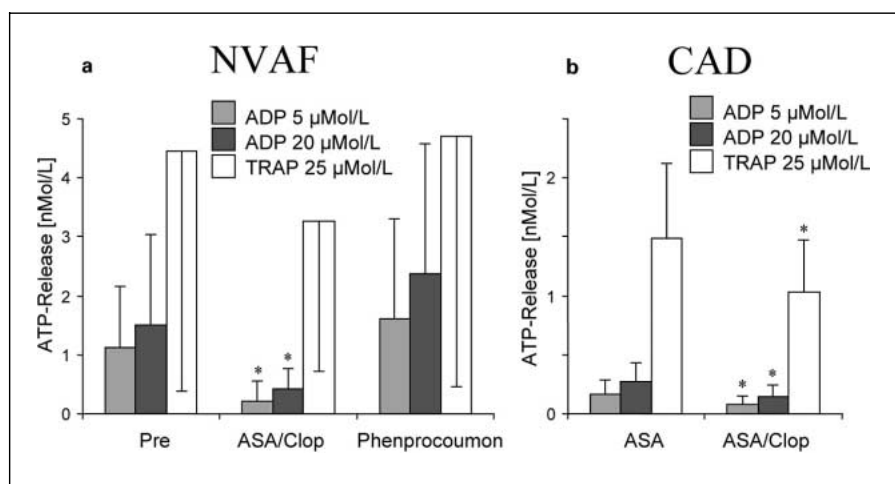 a NVAF
ADP 5 µMol/L
ADP 20 µMol/L
TRAP 25 µMol/L
ATP-Release [nMol/L]
5
4
3
2
1
0
* *
Pre ASA/Clop Phenprocoumon
b CAD
ADP 5 µMol/L
ADP 20 µMol/L
TRAP 25 µMol/L
ATP-Release [nMol/L]
2
1
0
*
* *
ASA ASA/Clop